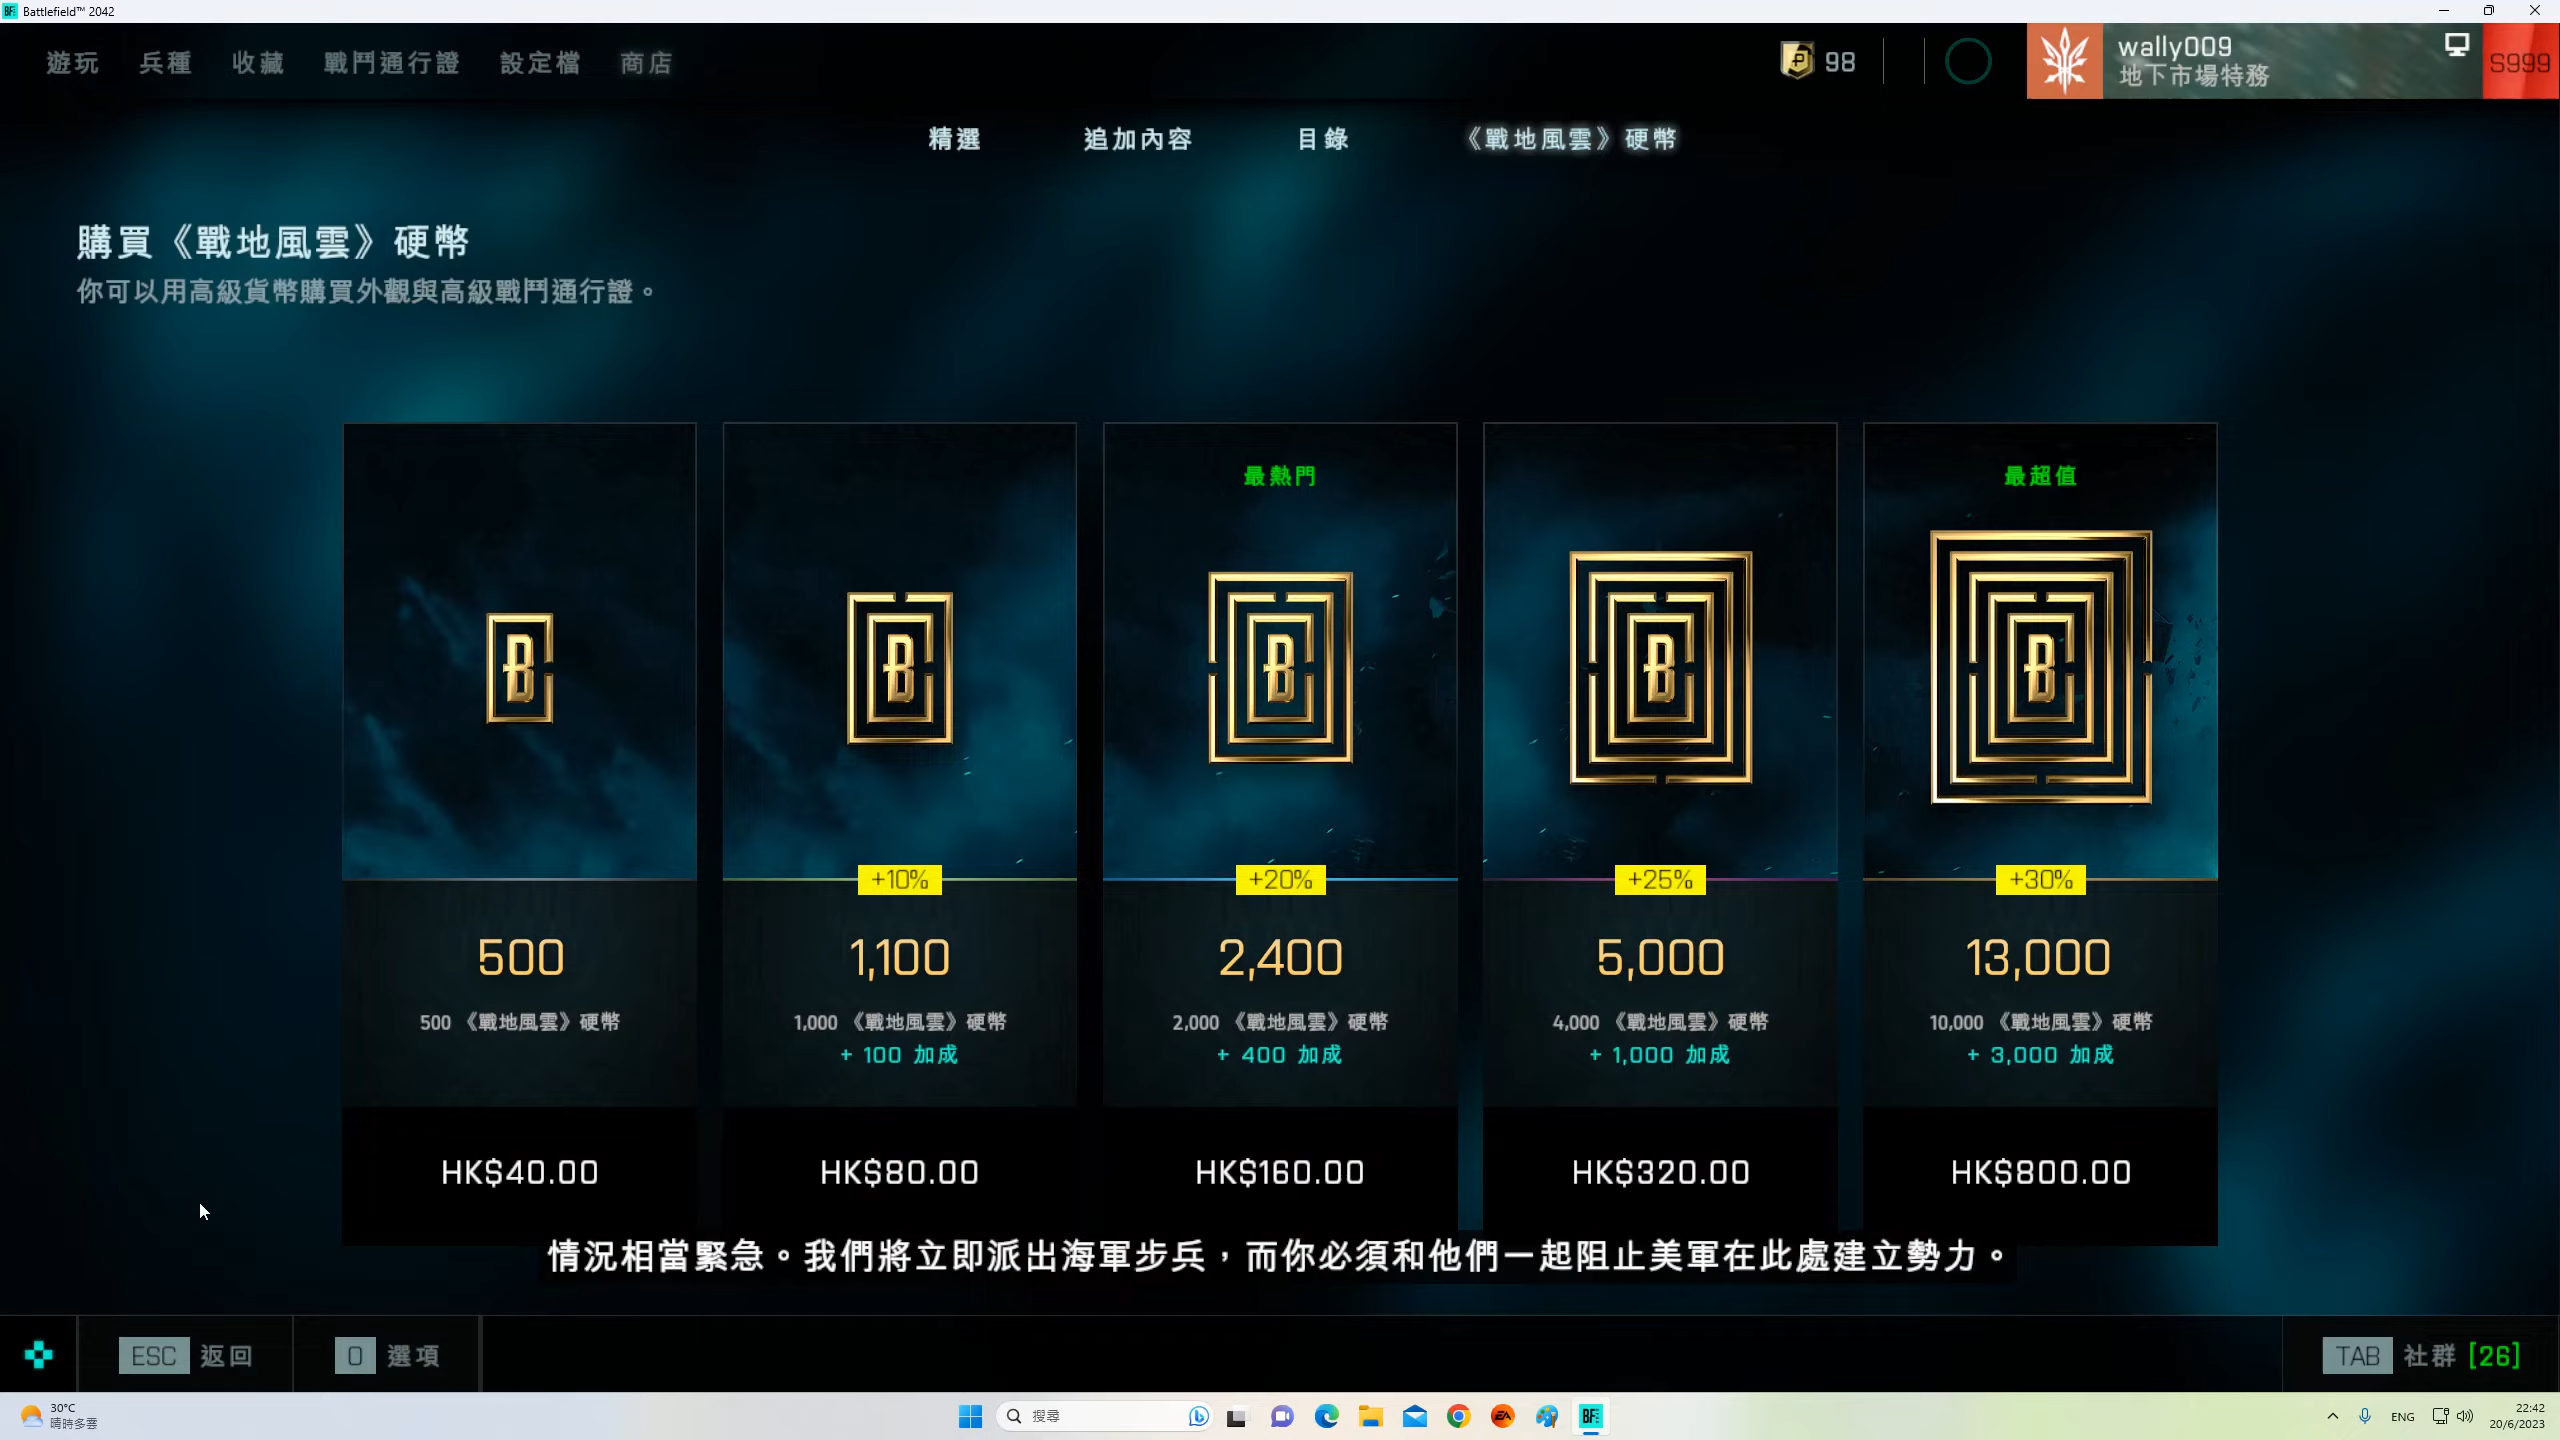 Battlefield™ 2042
遊玩 兵種 收藏 戰鬥通行證 設定檔 商店
98
wally009
地下市場特務
S999
精選 追加內容 目錄 《戰地風雲》硬幣
購買《戰地風雲》硬幣
你可以用高級貨幣購買外觀與高級戰鬥通行證。
最熱門 最超值
+10% +20% +25% +30%
500 1,100 2,400 5,000 13,000
500 《戰地風雲》硬幣 1,000 《戰地風雲》硬幣 2,000 《戰地風雲》硬幣 4,000 《戰地風雲》硬幣 10,000 《戰地風雲》硬幣
+ 100 加成 + 400 加成 + 1,000 加成 + 3,000 加成
HK$40.00 HK$80.00 HK$160.00 HK$320.00 HK$800.00
情況相當緊急。我們將立即派出海軍步兵，而你必須和他們一起阻止美軍在此處建立勢力。
ESC 返回 O 選項 TAB 社群 [26]
30°C
晴時多雲
搜尋
ENG
22:42
20/6/2023